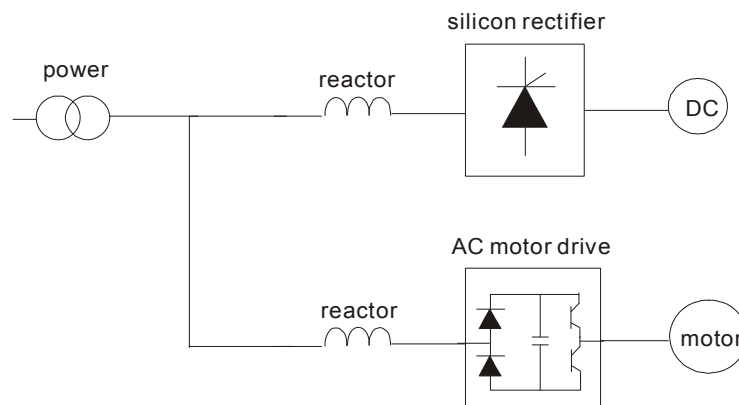 silicon rectifier
power
reactor
DC
AC motor drive
reactor
motor